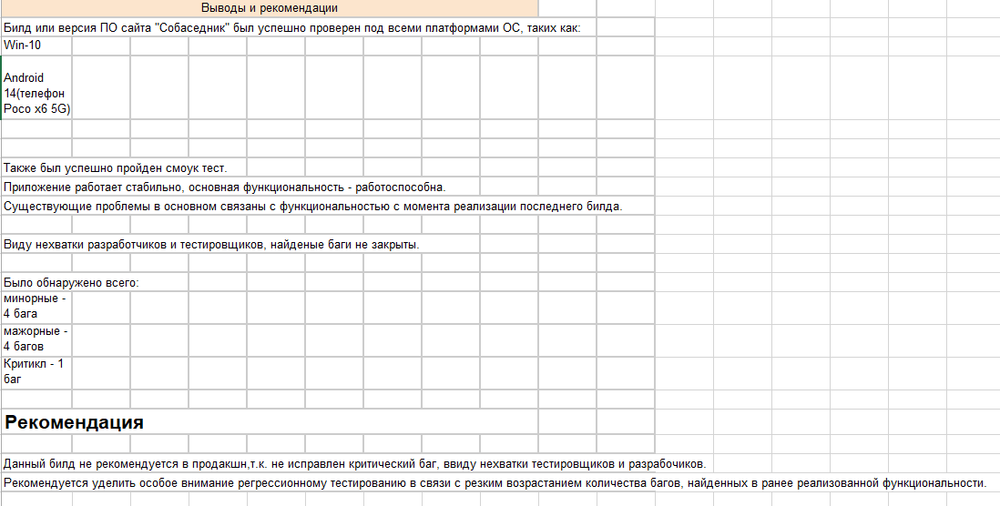 Выводы и рекомендации
Билд или версия ПО сайта "Собаседник" был успешно проверен под всеми платформами ОС, таких как:
Win-10
Android
14(телефон
Poco x6 5G)
Также был успешно пройден смоук тест.
Приложение работает стабильно, основная функциональность - работоспособна.
Существующие проблемы в основном связаны с функциональностью с момента реализации последнего билда.
Виду нехватки разработчиков и тестировщиков, найденые баги не закрыты.
Было обнаружено всего:
минорные -
4 бага
мажорные -
4 багов
Критикл - 1
баг
Рекомендация
Данный билд не рекомендуется в продакшн,т.к. не исправлен критический баг, ввиду нехватки тестировщиков и разрабочиков.
Рекомендуется уделить особое внимание регрессионному тестированию в связи с резким возрастанием количества багов, найденных в ранее реализованной функциональности.